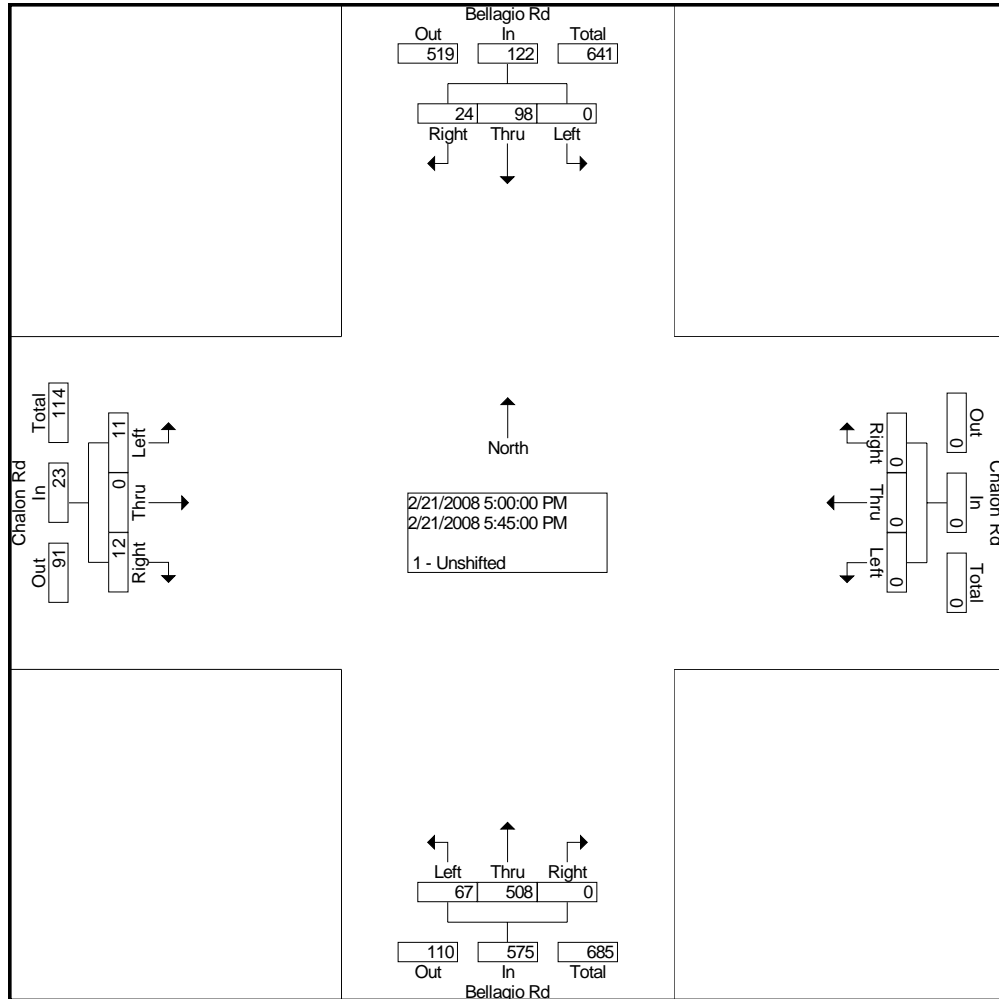 Bellagio Rd
Out In Total
519 122 641
24 98 0
Right Thru Left
Chalon Rd
Total In Out
114 23 91
11 0 12
Left Thru Right
North
2/21/2008 5:00:00 PM
2/21/2008 5:45:00 PM
1 - Unshifted
Chalon Rd
Out In Total
0 0 0
0 0 0
Right Thru Left
Left Thru Right
67 508 0
110 575 685
Out In Total
Bellagio Rd